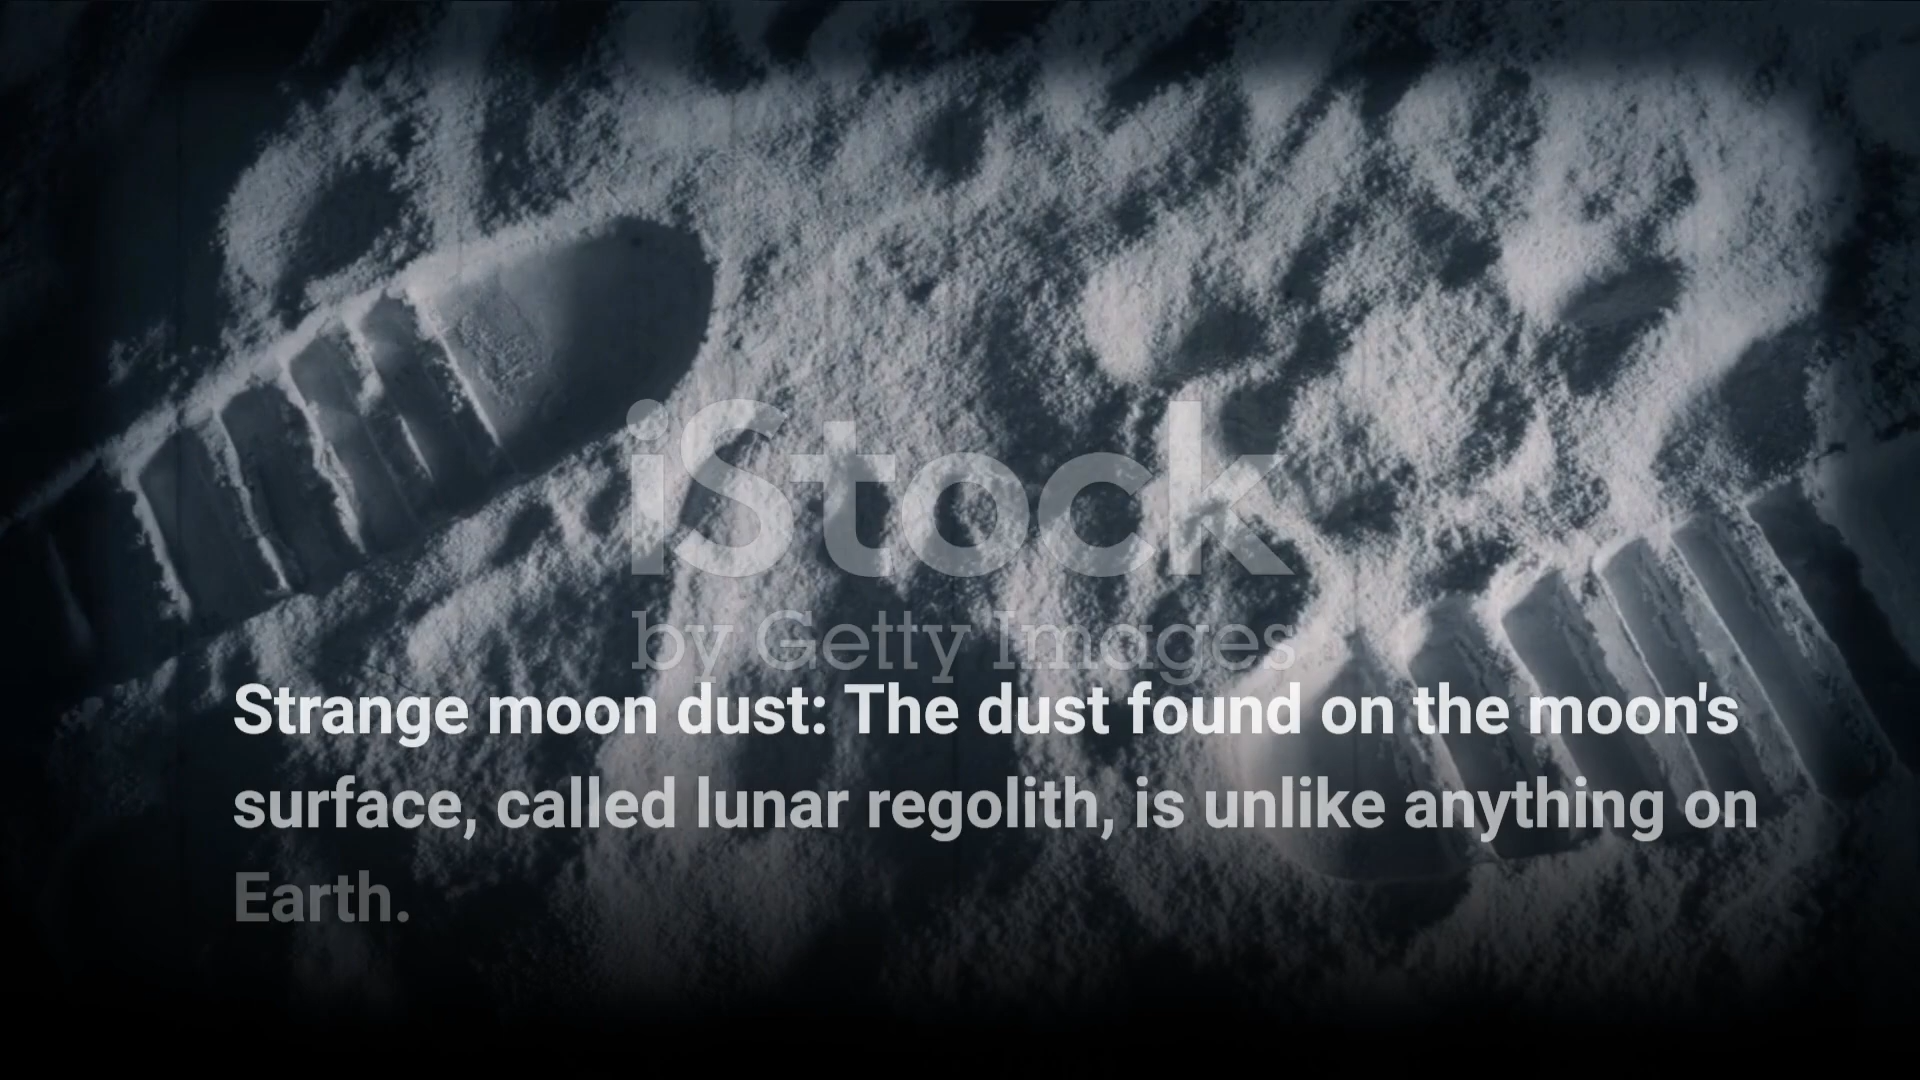 iStock
by Getty Images
Strange moon dust: The dust found on the moon's
surface, called lunar regolith, is unlike anything on
Earth.